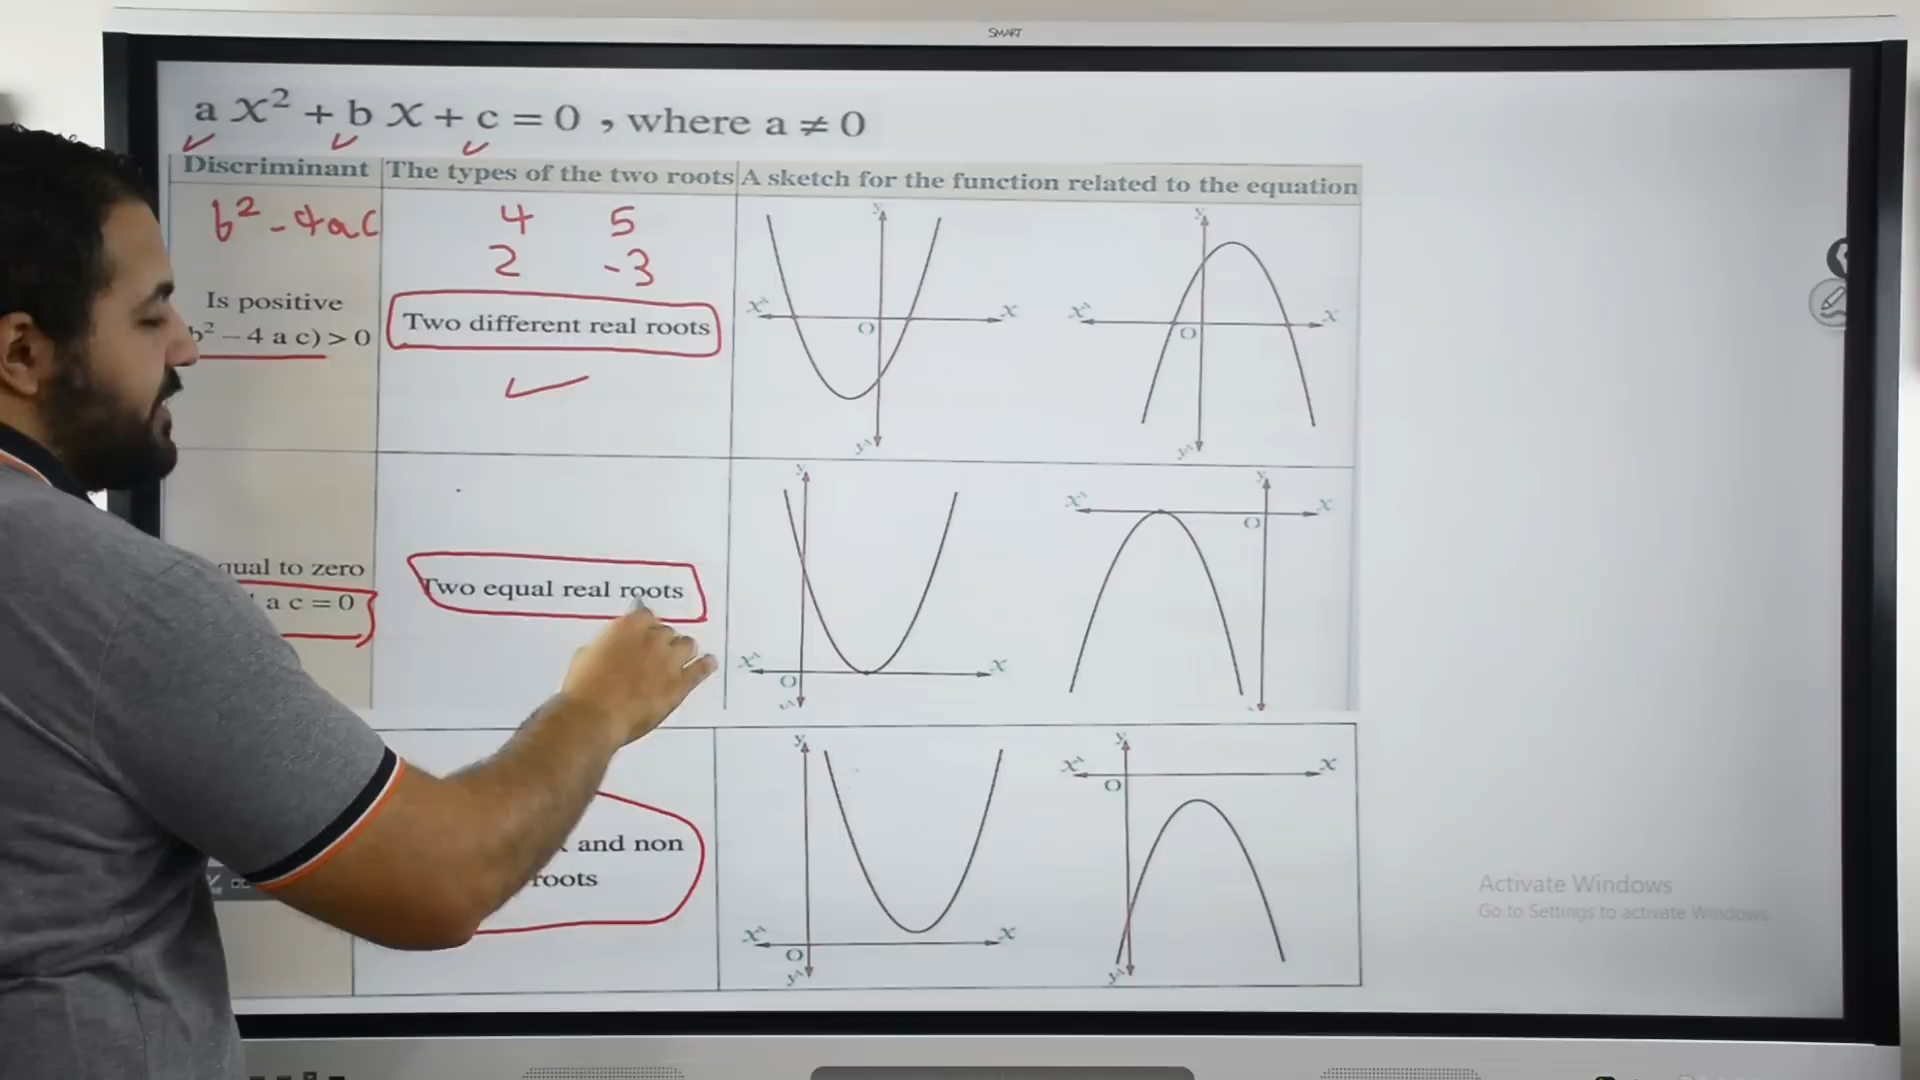 SMART
a x² + b x + c = 0 , where a ≠ 0
Discriminant The types of the two roots A sketch for the function related to the equation
b² - 4ac
4 5
2 -3
Is positive
b² – 4 a c) > 0
Two different real roots
y
x' x
O
y'
y
x' x
O
y'
qual to zero
a c = 0
Two equal real roots
y
x' x
O
y
x' x
O
and non
roots
y
x' x
O
y'
y
x' x
O
y'
Activate Windows
Go to Settings to activate Windows